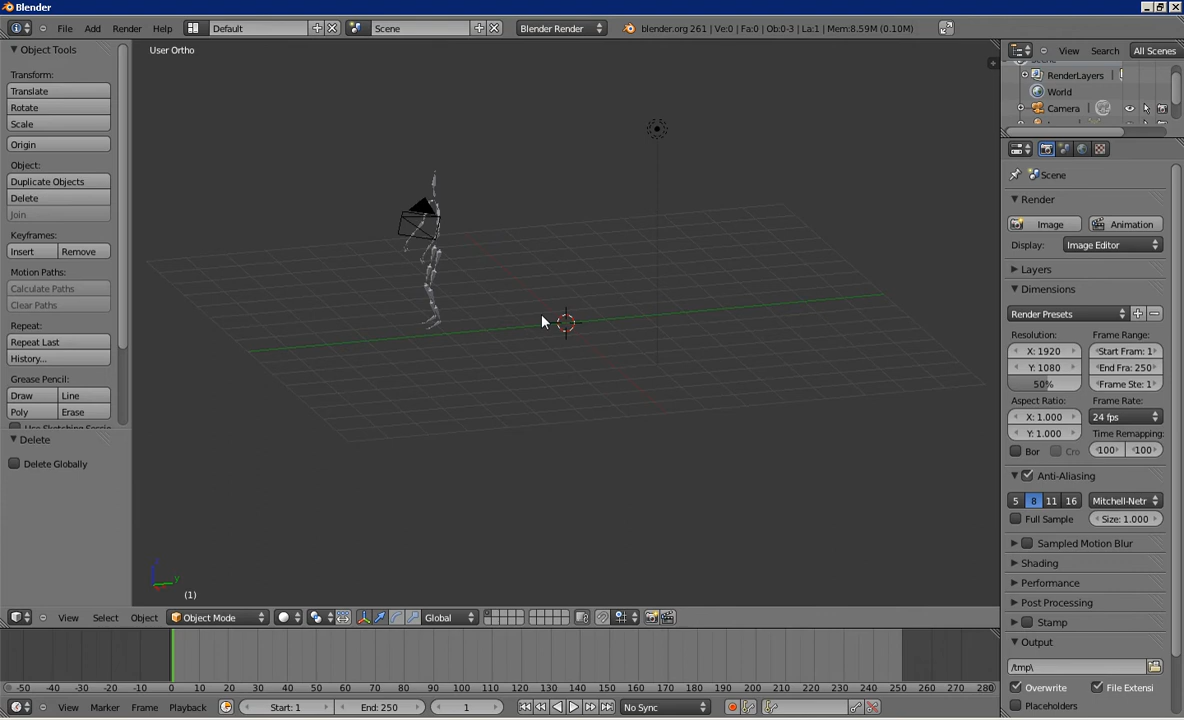 Blender
File Add Render Help Default Scene Blender Render blender.org 261 | Ve:0 | Fa:0 | Ob:0-3 | La:1 | Mem:8.59M (0.10M)
Object Tools
Transform:
Translate
Rotate
Scale
Origin
Object:
Duplicate Objects
Delete
Join
Keyframes:
Insert Remove
Motion Paths:
Calculate Paths
Clear Paths
Repeat:
Repeat Last
History...
Grease Pencil:
Draw Line
Poly Erase
Delete
Delete Globally
User Ortho
y
(1)
View Select Object Object Mode Global
-50 -40 -30 -20 -10 0 10 20 30 40 50 60 70 80 90 100 110 120 130 140 150 160 170 180 190 200 210 220 230 240 250 260 270 280
View Marker Frame Playback Start: 1 End: 250 1 No Sync
View Search All Scenes
RenderLayers
World
Camera
Scene
Render
Image Animation
Display: Image Editor
Layers
Dimensions
Render Presets
Resolution: Frame Range:
X: 1920 Start Fram: 1
Y: 1080 End Fra: 250
50% Frame Ste: 1
Aspect Ratio: Frame Rate:
X: 1.000 24 fps
Y: 1.000 Time Remapping:
Bor Cro 100 100
Anti-Aliasing
5 8 11 16 Mitchell-Netr
Full Sample Size: 1.000
Sampled Motion Blur
Shading
Performance
Post Processing
Stamp
Output
/tmp\
Overwrite File Extensi
Placeholders